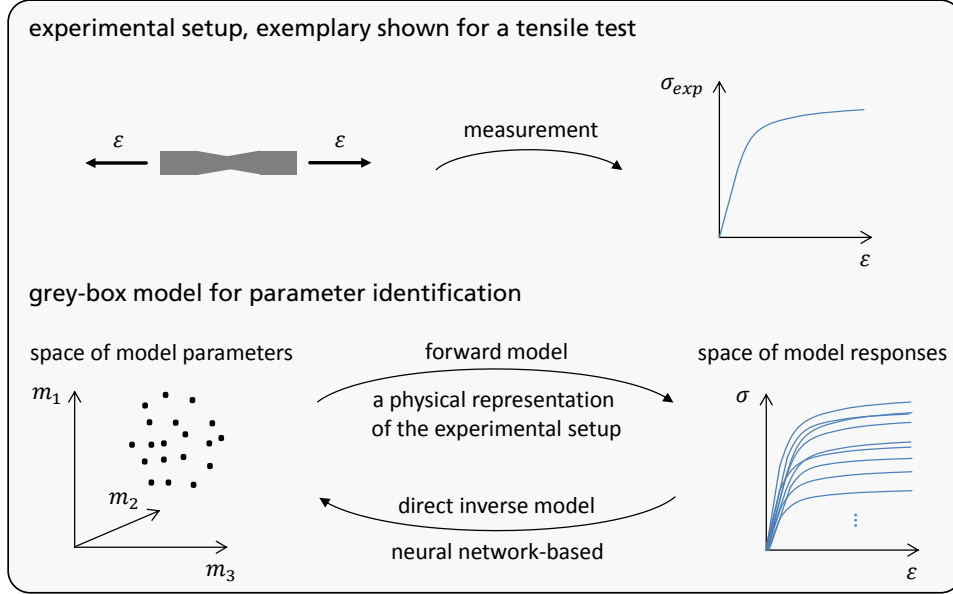 experimental setup, exemplary shown for a tensile test
σ_exp
ε
ε
measurement
ε
grey-box model for parameter identification
space of model parameters
forward model
space of model responses
m_1
σ
a physical representation
of the experimental setup
m_2
direct inverse model
⋮
neural network-based
m_3
ε